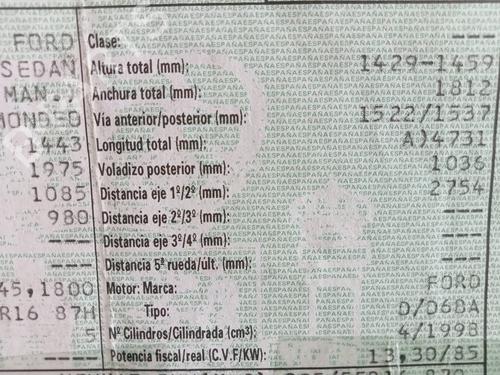 FORD Clase: ---
SEDAN Altura total (mm): 1429-1459
MAN.) Anchura total (mm): 1812
MONDEO Vía anterior/posterior (mm): 1522/1537
1443 Longitud total (mm): A)4731
1975 Voladizo posterior (mm): 1036
1085 Distancia eje 1º/2º (mm): 2754
980 Distancia eje 2º/3º (mm): ---
--- Distancia eje 3º/4º (mm): ---
--- Distancia 5ª rueda/últ. (mm): ---
45,1800 Motor: Marca: FORD
R16 87H Tipo: D/D6BA
5 Nº Cilindros/Cilindrada (cm³): 4/1998
--- Potencia fiscal/real (C.V.F/KW): 13,30/85